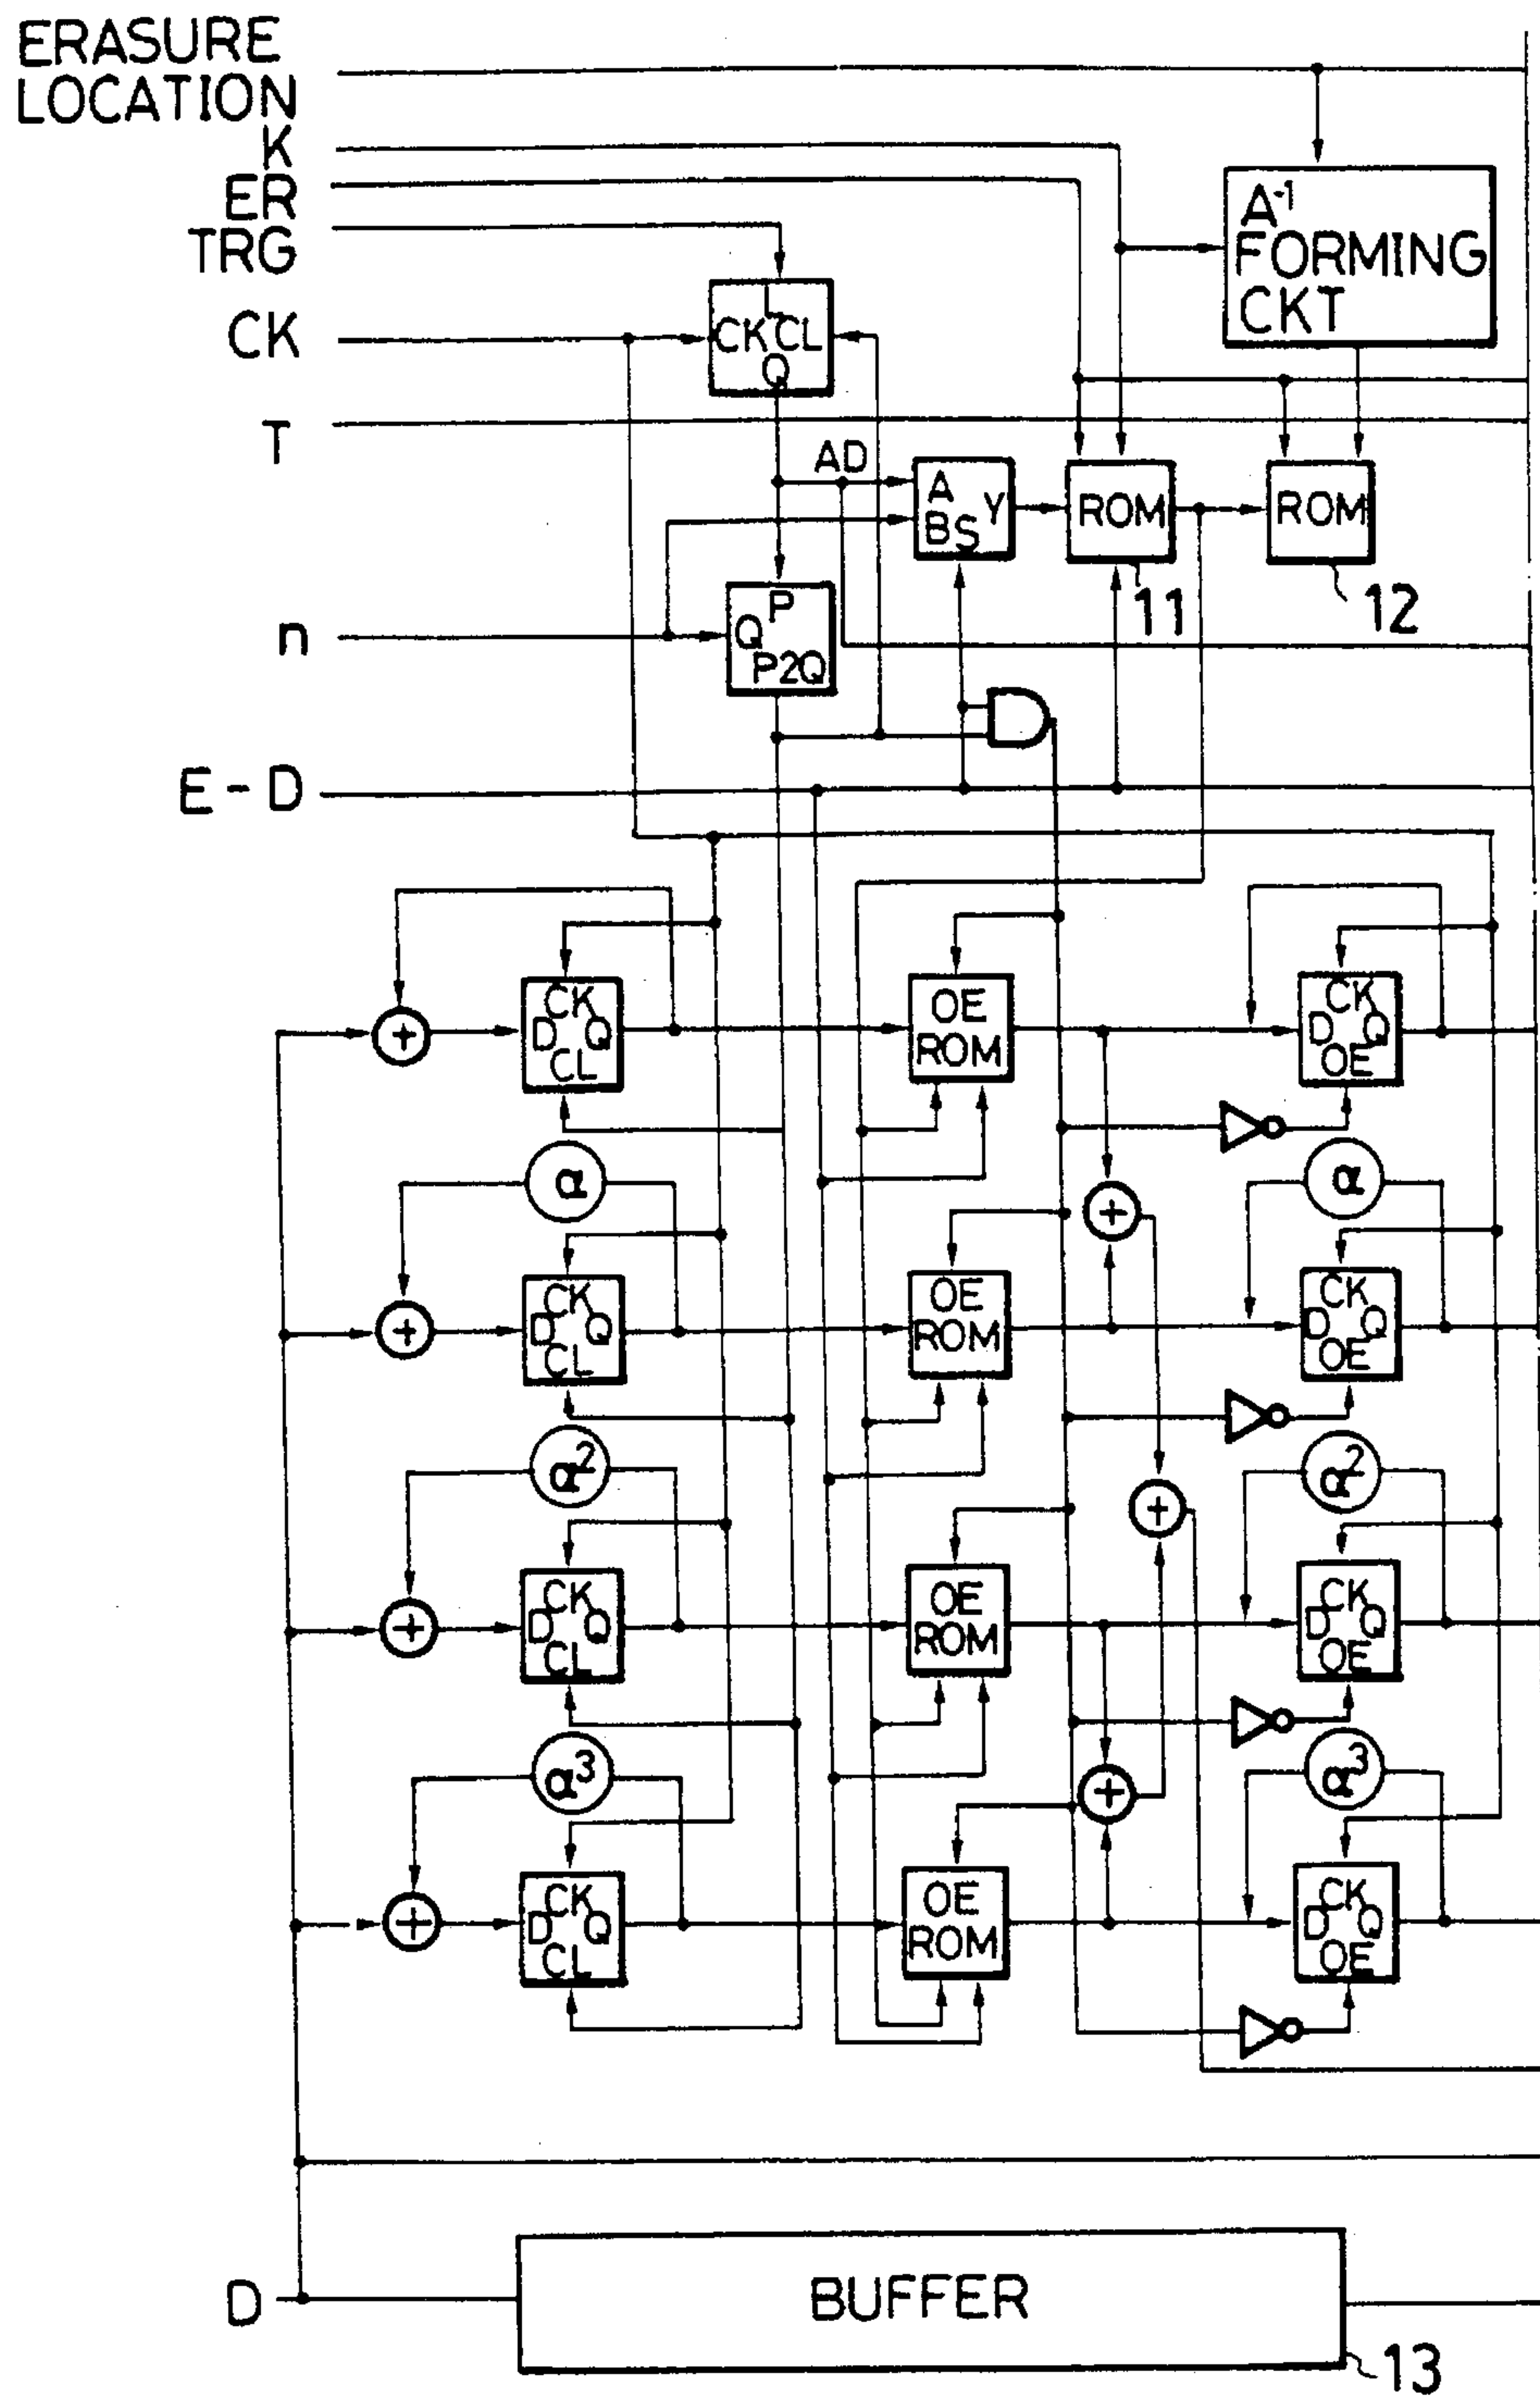 ERASURE
LOCATION
K
ER
TRG
CK
T
n
E-D
D
A⁻¹
FORMING
CKT
L
CK CL
Q
AD
A
B S Y
ROM
11
ROM
12
P
Q
P2Q
CK
D Q
CL
OE
ROM
CK
D Q
OE
α
α
CK
D Q
CL
OE
ROM
CK
D Q
OE
α²
α²
CK
D Q
CL
OE
ROM
CK
D Q
OE
α³
α³
CK
D Q
CL
OE
ROM
CK
D Q
OE
BUFFER
13